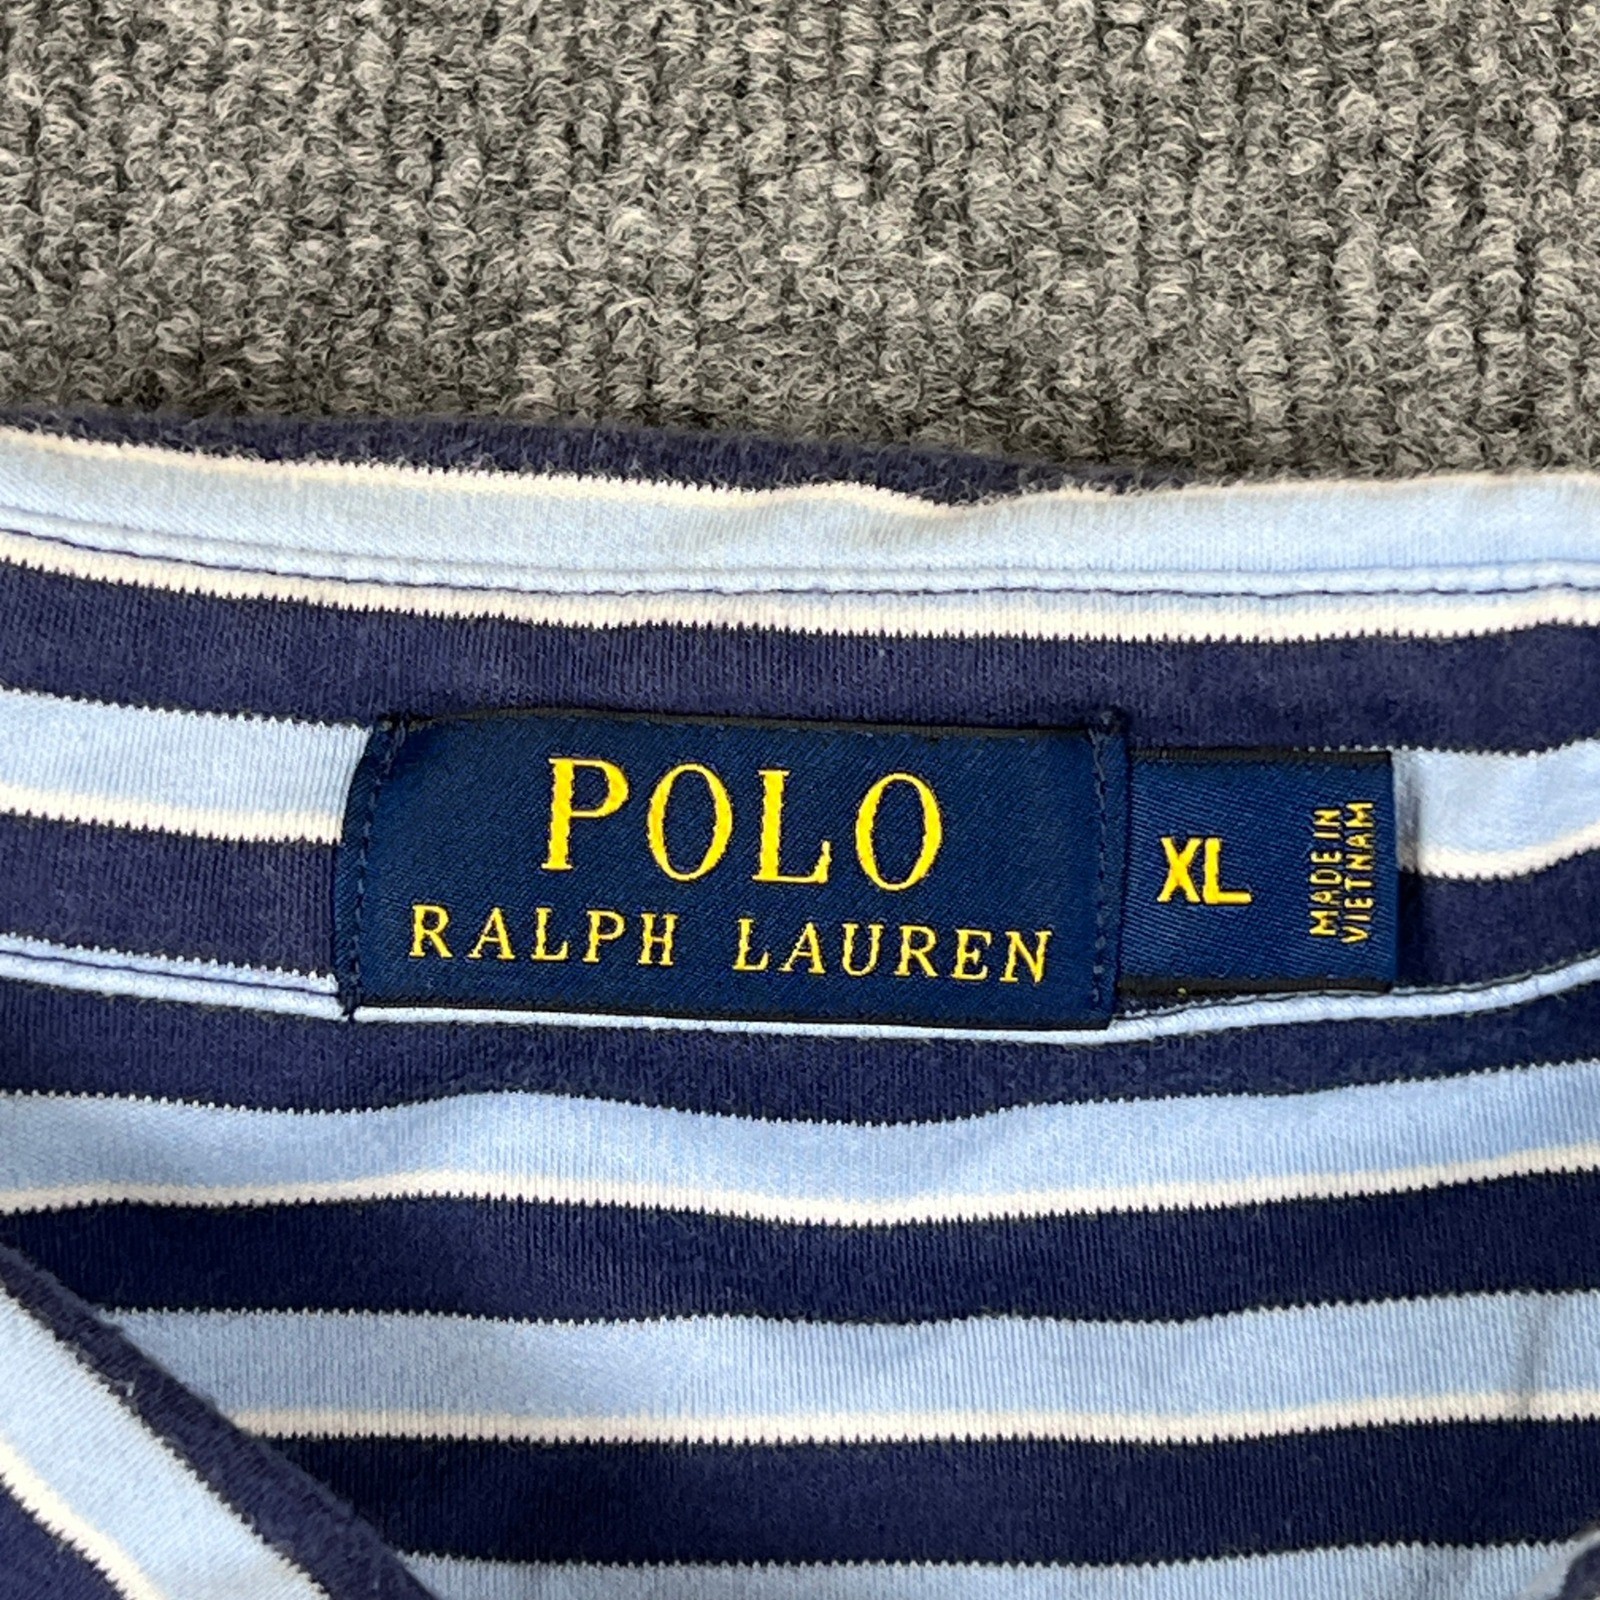 POLO
RALPH LAUREN
XL
MADE IN
VIETNAM